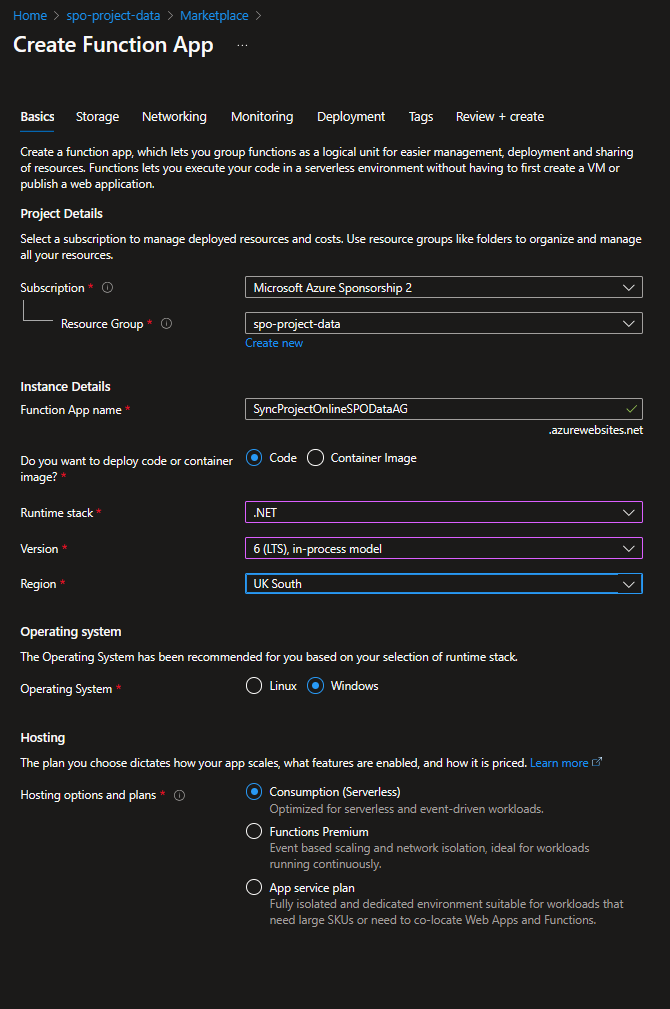 Home > spo-project-data > Marketplace >
Create Function App ...
Basics Storage Networking Monitoring Deployment Tags Review + create
Create a function app, which lets you group functions as a logical unit for easier management, deployment and sharing
of resources. Functions lets you execute your code in a serverless environment without having to first create a VM or
publish a web application.
Project Details
Select a subscription to manage deployed resources and costs. Use resource groups like folders to organize and manage
all your resources.
Subscription * Microsoft Azure Sponsorship 2
Resource Group * spo-project-data
Create new
Instance Details
Function App name * SyncProjectOnlineSPODataAG
.azurewebsites.net
Do you want to deploy code or container Code Container Image
image? *
Runtime stack * .NET
Version * 6 (LTS), in-process model
Region * UK South
Operating system
The Operating System has been recommended for you based on your selection of runtime stack.
Operating System * Linux Windows
Hosting
The plan you choose dictates how your app scales, what features are enabled, and how it is priced. Learn more
Hosting options and plans * Consumption (Serverless)
Optimized for serverless and event-driven workloads.
Functions Premium
Event based scaling and network isolation, ideal for workloads
running continuously.
App service plan
Fully isolated and dedicated environment suitable for workloads that
need large SKUs or need to co-locate Web Apps and Functions.